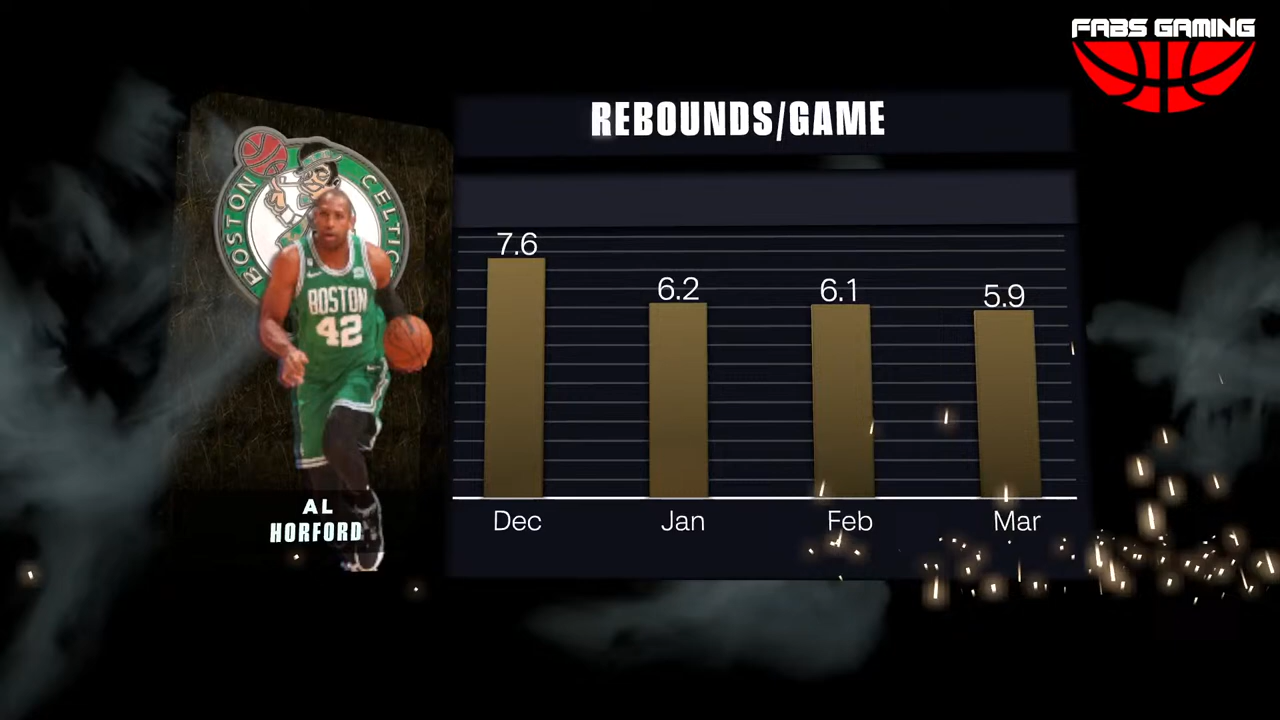 FABS GAMING
REBOUNDS/GAME
BOSTON CELTIC
BOSTON
42
AL
HORFORD
7.6
6.2
6.1
5.9
Dec
Jan
Feb
Mar